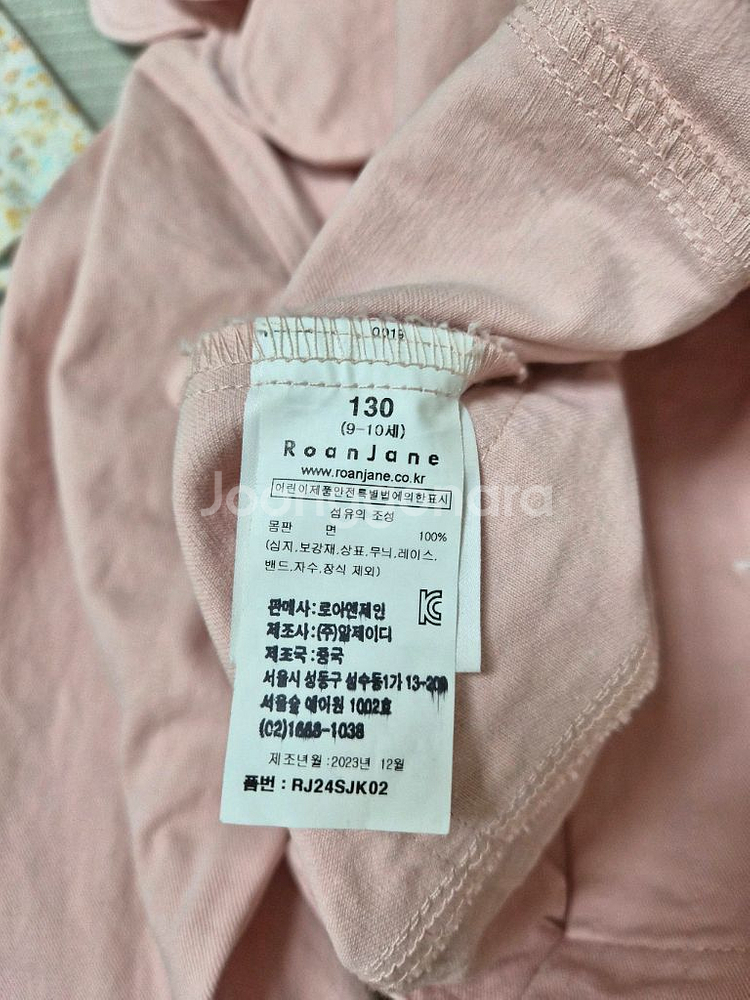 0019
130
(9-10세)
RoanJane
www.roanjane.co.kr
어린이제품안전특별법에의한표시
Joonggonara
섬유의 조성
몸판 면 100%
(심지,보강재,상표,무늬,레이스,
밴드,자수,장식 제외)
판매사:로아앤제인
제조사:(주)알제이디
제조국:중국
서울시 성동구 성수동1가 13-209
서울숲 에이원 1002호
(02)1668-1038
제조년월:2023년 12월
품번 : RJ24SJK02